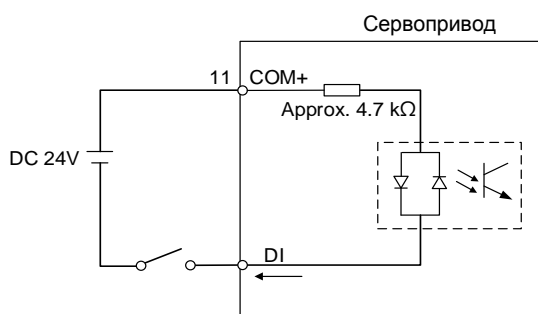 Сервопривод
11 COM+
Approx. 4.7 kΩ
DC 24V
DI